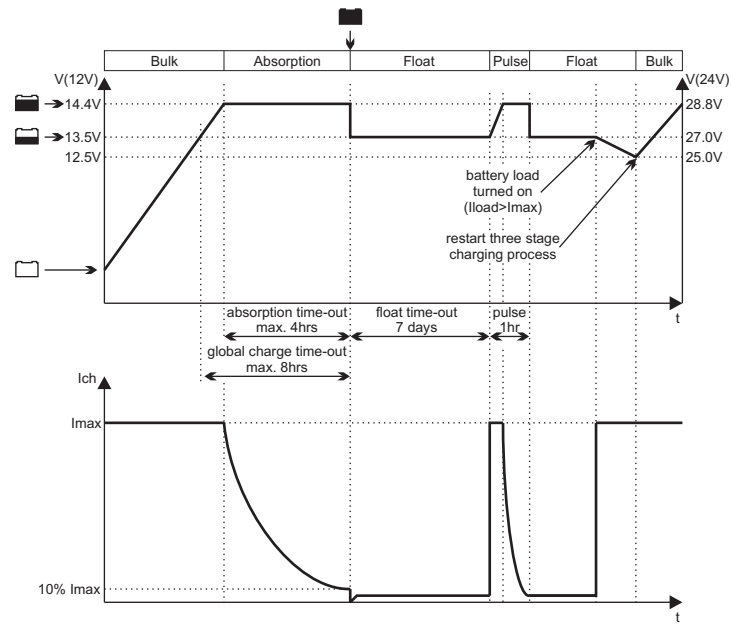 Bulk Absorption Float Pulse Float Bulk
V(12V) V(24V)
14.4V 28.8V
13.5V 27.0V
12.5V 25.0V
battery load
turned on
(Iload>Imax)
restart three stage
charging process
t
absorption time-out float time-out pulse
max. 4hrs 7 days 1hr
global charge time-out
max. 8hrs
Ich
Imax
10% Imax
t